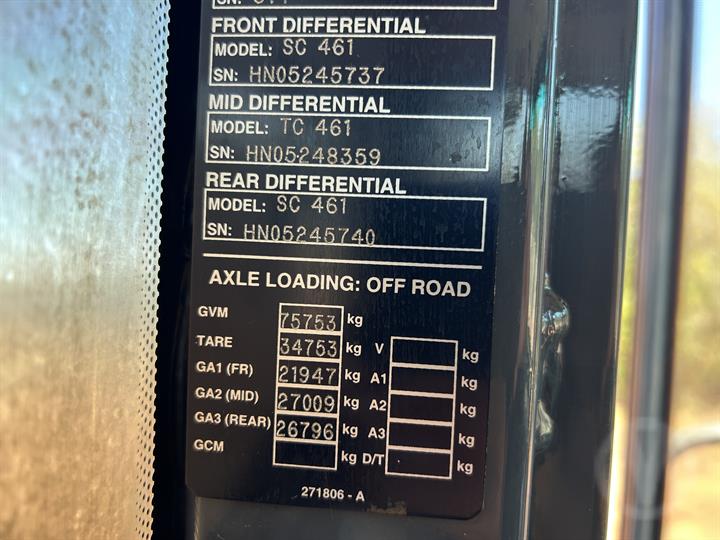 SN:
FRONT DIFFERENTIAL
MODEL: SC 461
SN: HN05245737
MID DIFFERENTIAL
MODEL: TC 461
SN: HN05248359
REAR DIFFERENTIAL
MODEL: SC 461
SN: HN05245740
AXLE LOADING: OFF ROAD
GVM 75753 kg
TARE 34753 kg V kg
GA1 (FR) 21947 kg A1 kg
GA2 (MID) 27009 kg A2 kg
GA3 (REAR) 26796 kg A3 kg
GCM kg D/T kg
271806 - A